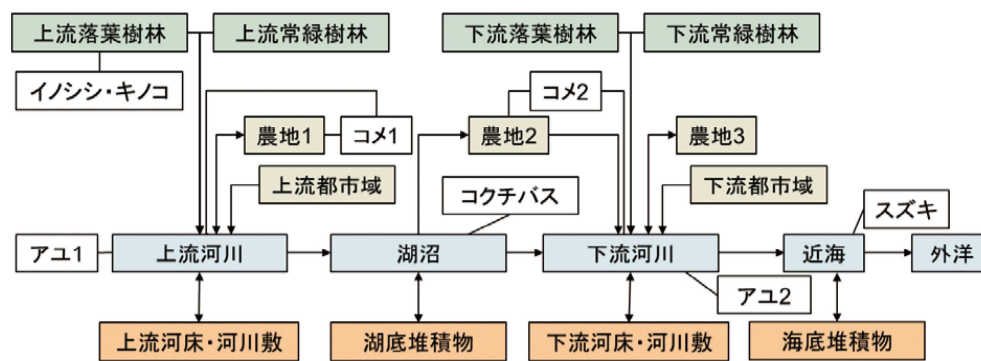 上流落葉樹林
上流常緑樹林
下流落葉樹林
下流常緑樹林
イノシシ・キノコ
コメ2
農地1
コメ1
農地2
農地3
上流都市域
コクチバス
下流都市域
スズキ
アユ1
上流河川
湖沼
下流河川
近海
外洋
アユ2
上流河床・河川敷
湖底堆積物
下流河床・河川敷
海底堆積物